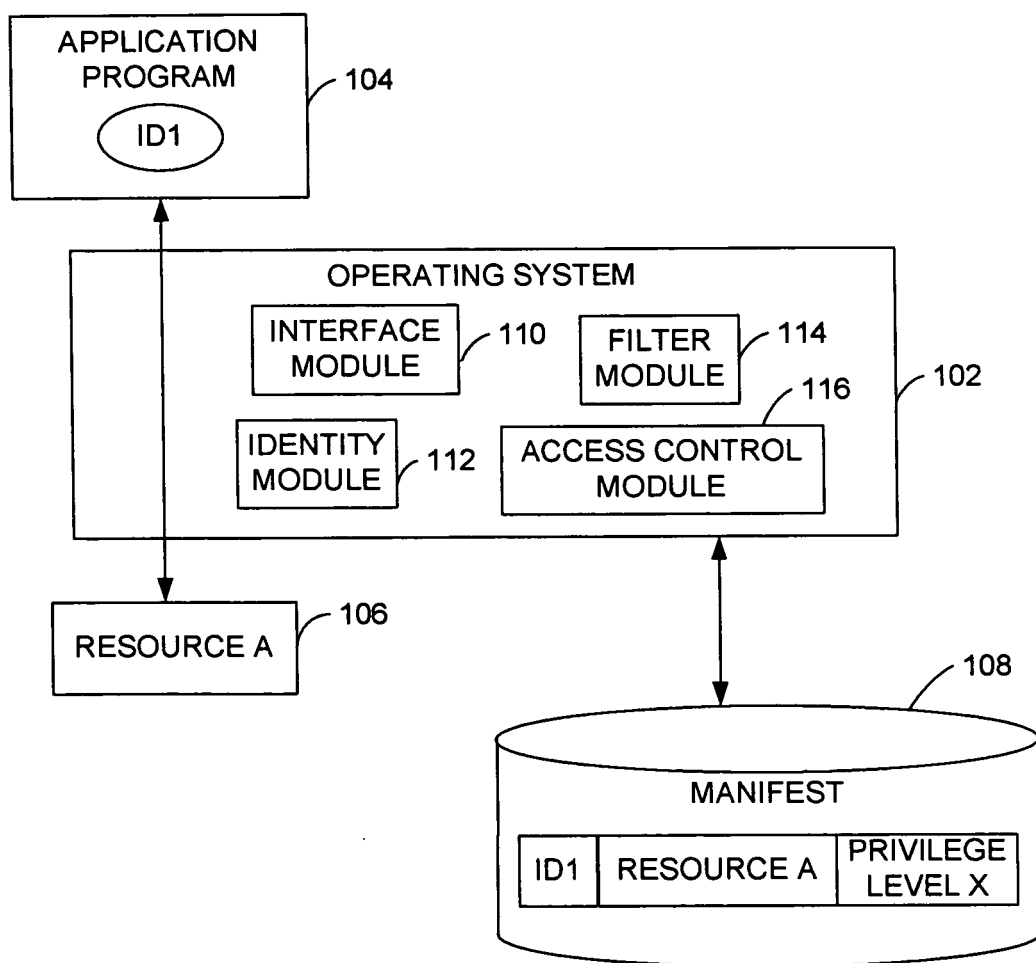 APPLICATION
PROGRAM
ID1
104
OPERATING SYSTEM
INTERFACE
MODULE
110
FILTER
MODULE
114
102
IDENTITY
MODULE
112
ACCESS CONTROL
MODULE
116
RESOURCE A
106
108
MANIFEST
ID1
RESOURCE A
PRIVILEGE
LEVEL X